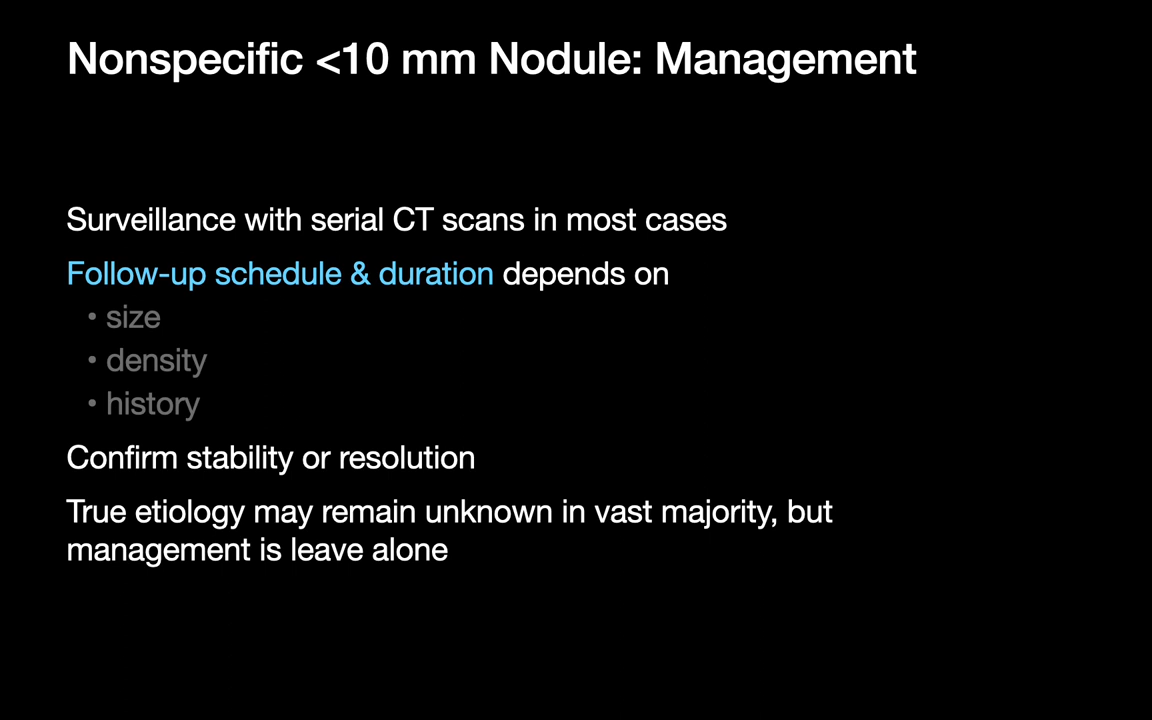 Nonspecific <10 mm Nodule: Management
Surveillance with serial CT scans in most cases
Follow-up schedule & duration depends on
• size
• density
• history
Confirm stability or resolution
True etiology may remain unknown in vast majority, but
management is leave alone